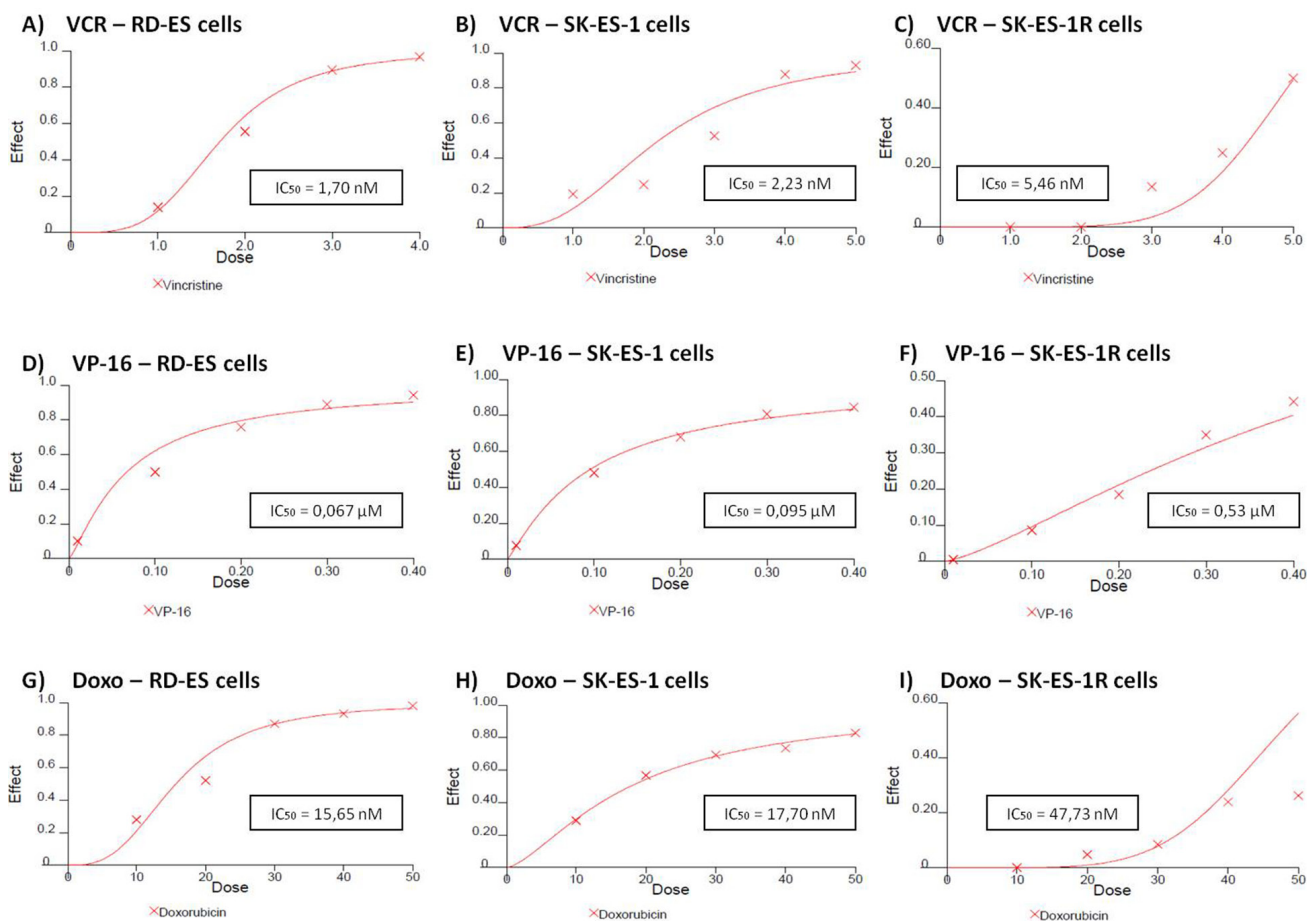 A) VCR – RD-ES cells
1.0
0.8
0.6
0.4
0.2
0
Effect
0 1.0 2.0 3.0 4.0
Dose
IC₅₀ = 1,70 nM
×Vincristine
B) VCR – SK-ES-1 cells
1.0
0.8
0.6
0.4
0.2
0
Effect
0 1.0 2.0 3.0 4.0 5.0
Dose
IC₅₀ = 2,23 nM
×Vincristine
C) VCR – SK-ES-1R cells
0.60
0.40
0.20
0
Effect
0 1.0 2.0 3.0 4.0 5.0
Dose
IC₅₀ = 5,46 nM
×Vincristine
D) VP-16 – RD-ES cells
1.0
0.8
0.6
0.4
0.2
0
Effect
0 0.10 0.20 0.30 0.40
Dose
IC₅₀ = 0,067 µM
×VP-16
E) VP-16 – SK-ES-1 cells
1.00
0.80
0.60
0.40
0.20
0
Effect
0 0.10 0.20 0.30 0.40
Dose
IC₅₀ = 0,095 µM
×VP-16
F) VP-16 – SK-ES-1R cells
0.50
0.40
0.30
0.20
0.10
0
Effect
0 0.10 0.20 0.30 0.40
Dose
IC₅₀ = 0,53 µM
×VP-16
G) Doxo – RD-ES cells
1.0
0.8
0.6
0.4
0.2
0
Effect
0 10 20 30 40 50
Dose
IC₅₀ = 15,65 nM
×Doxorubicin
H) Doxo – SK-ES-1 cells
1.00
0.80
0.60
0.40
0.20
0
Effect
0 10 20 30 40 50
Dose
IC₅₀ = 17,70 nM
×Doxorubicin
I) Doxo – SK-ES-1R cells
0.60
0.40
0.20
0
Effect
0 10 20 30 40 50
Dose
IC₅₀ = 47,73 nM
×Doxorubicin